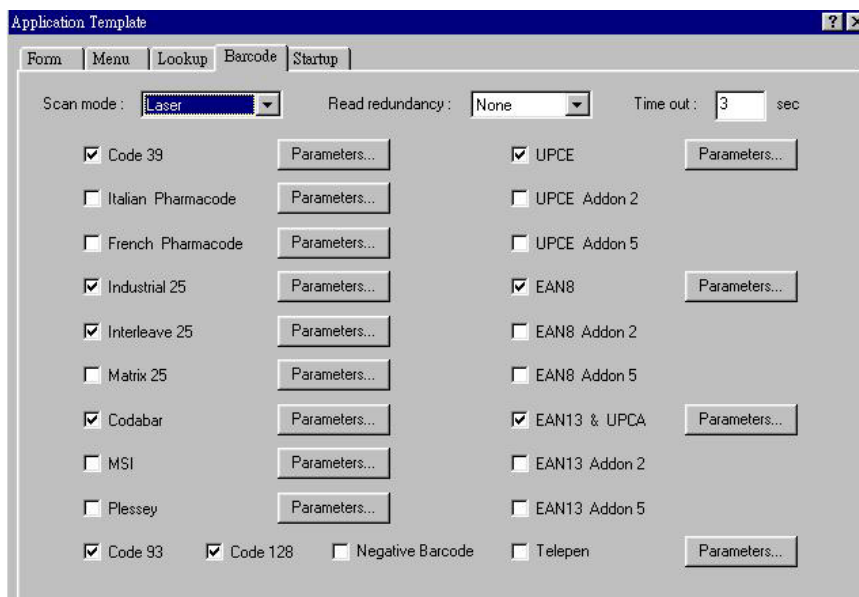 Application Template
Form Menu Lookup Barcode Startup
Scan mode : Laser Read redundancy : None Time out : 3 sec
Code 39 Parameters... UPCE Parameters...
Italian Pharmacode Parameters... UPCE Addon 2
French Pharmacode Parameters... UPCE Addon 5
Industrial 25 Parameters... EAN8 Parameters...
Interleave 25 Parameters... EAN8 Addon 2
Matrix 25 Parameters... EAN8 Addon 5
Codabar Parameters... EAN13 & UPCA Parameters...
MSI Parameters... EAN13 Addon 2
Plessey Parameters... EAN13 Addon 5
Code 93 Code 128 Negative Barcode Telepen Parameters...